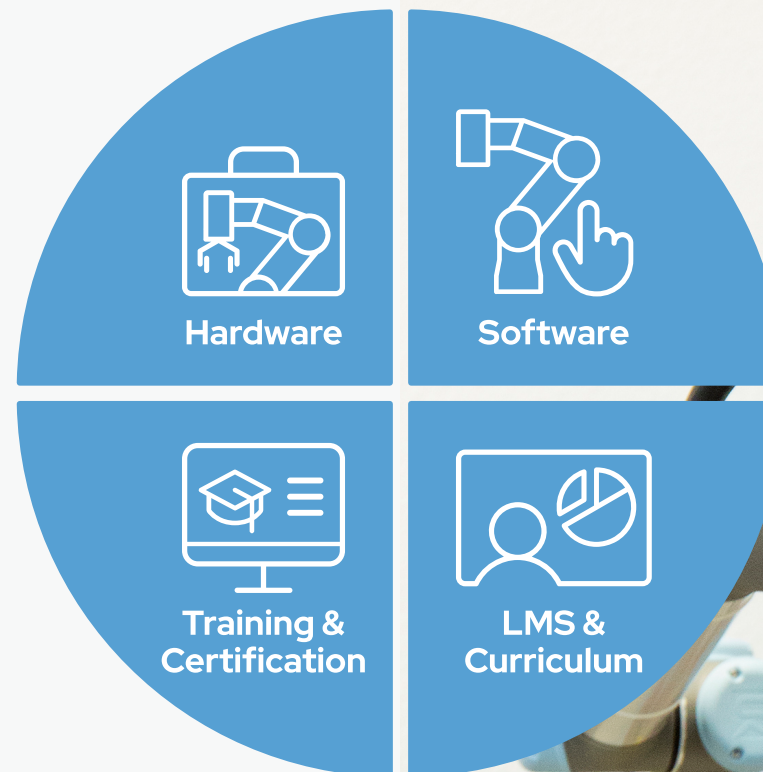 Hardware
Software
Training &
Certification
LMS &
Curriculum